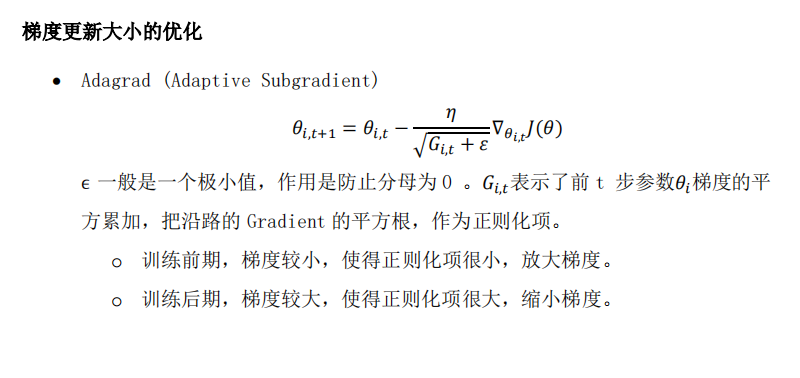 梯度更新大小的优化
• Adagrad (Adaptive Subgradient)
θ_{i,t+1} = θ_{i,t} − \frac{η}{\sqrt{G_{i,t} + ε}} ∇_{θ_{i,t}} J(θ)
ϵ 一般是一个极小值，作用是防止分母为 0 。G_{i,t}表示了前 t 步参数θ_i梯度的平
方累加，把沿路的 Gradient 的平方根，作为正则化项。
o 训练前期，梯度较小，使得正则化项很小，放大梯度。
o 训练后期，梯度较大，使得正则化项很大，缩小梯度。